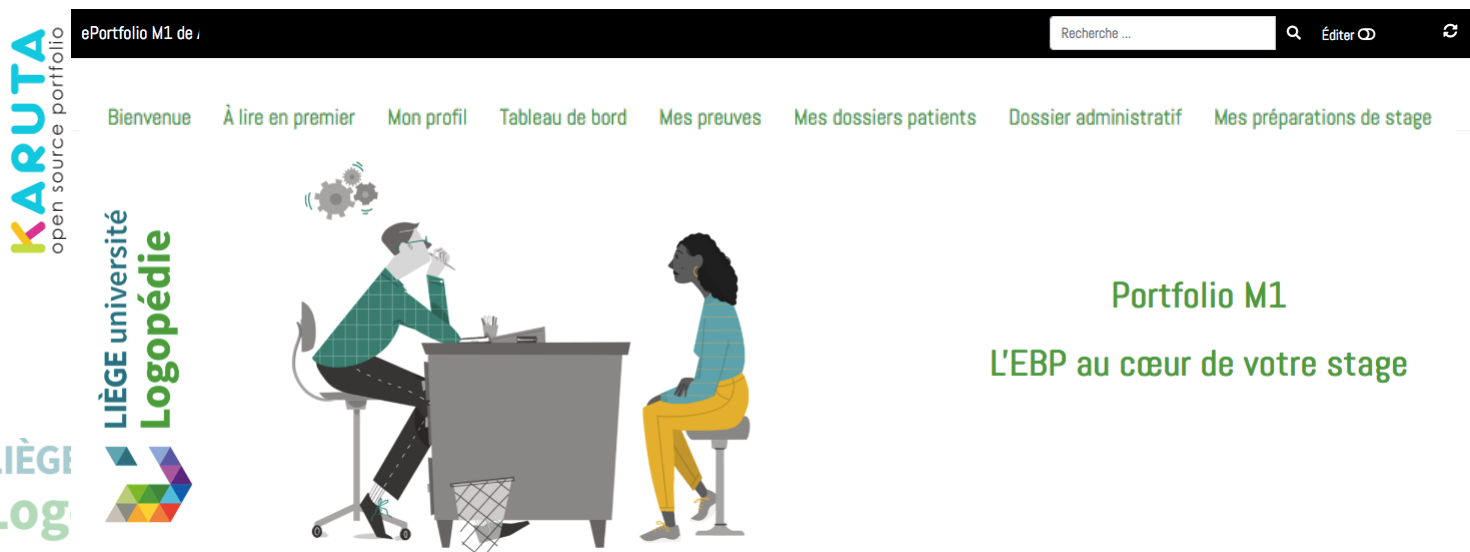 KARUTA
open source portfolio
ePortfolio M1 de
Recherche ...
Éditer
Bienvenue
À lire en premier
Mon profil
Tableau de bord
Mes preuves
Mes dossiers patients
Dossier administratif
Mes préparations de stage
LIÈGE université
Logopédie
Portfolio M1
L'EBP au cœur de votre stage
LIÈGE
Log